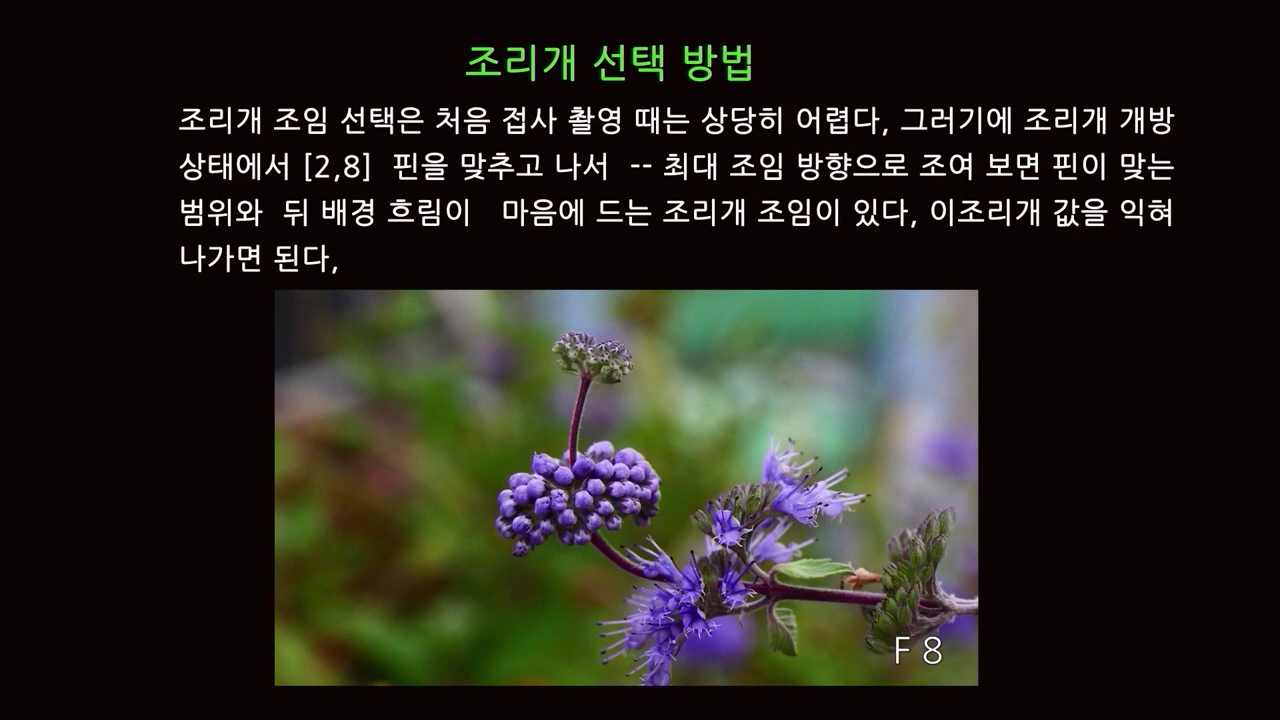 조리개 선택 방법
조리개 조임 선택은 처음 접사 촬영 때는 상당히 어렵다, 그러기에 조리개 개방
상태에서 [2,8] 핀을 맞추고 나서 -- 최대 조임 방향으로 조여 보면 핀이 맞는
범위와 뒤 배경 흐림이 마음에 드는 조리개 조임이 있다, 이조리개 값을 익혀
나가면 된다,
F 8